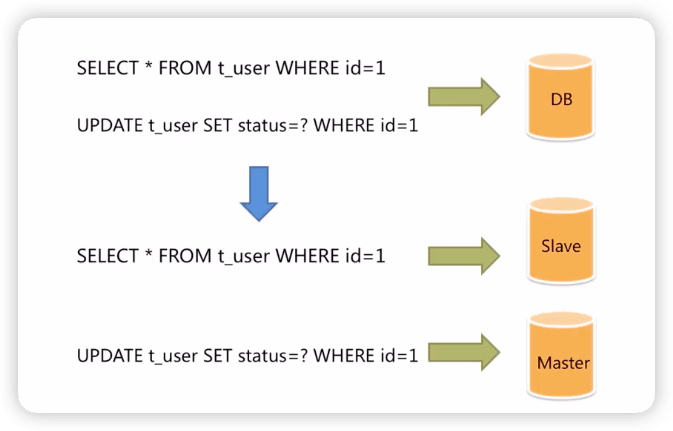 SELECT * FROM t_user WHERE id=1
DB
UPDATE t_user SET status=? WHERE id=1
SELECT * FROM t_user WHERE id=1
Slave
UPDATE t_user SET status=? WHERE id=1
Master